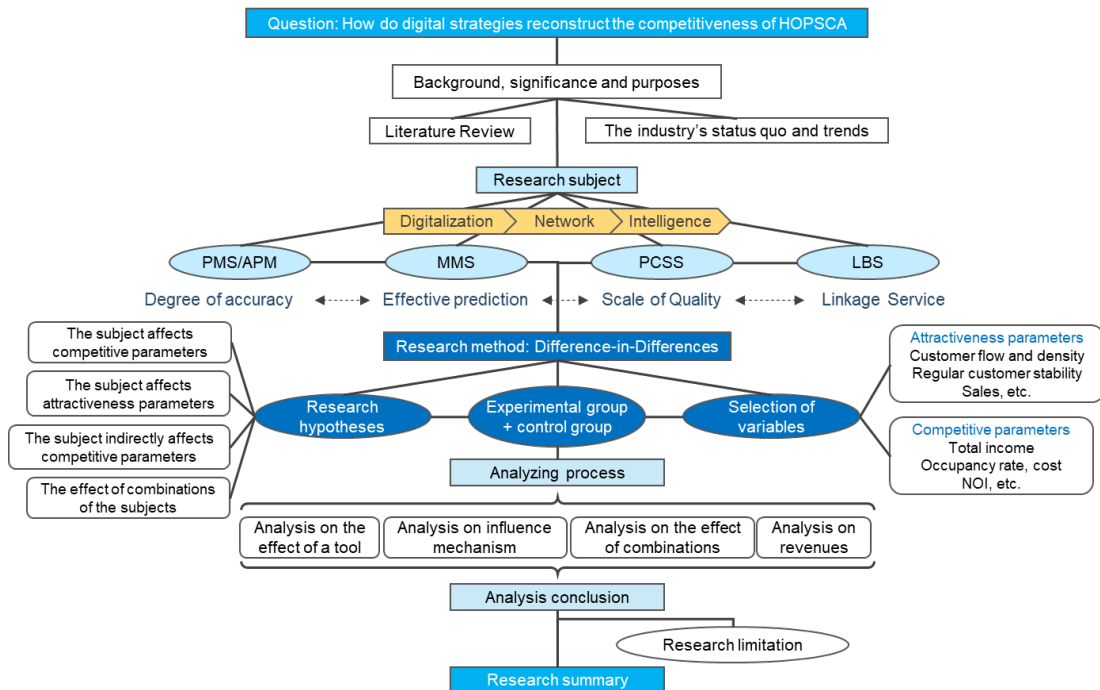 Question: How do digital strategies reconstruct the competitiveness of HOPSCA
Background, significance and purposes
Literature Review
The industry's status quo and trends
Research subject
Digitalization
Network
Intelligence
PMS/APM
MMS
PCSS
LBS
Degree of accuracy
Effective prediction
Scale of Quality
Linkage Service
Research method: Difference-in-Differences
The subject affects
competitive parameters
The subject affects
attractiveness parameters
The subject indirectly affects
competitive parameters
The effect of combinations
of the subjects
Research
hypotheses
Experimental group
+ control group
Selection of
variables
Attractiveness parameters
Customer flow and density
Regular customer stability
Sales, etc.
Competitive parameters
Total income
Occupancy rate, cost
NOI, etc.
Analyzing process
Analysis on the
effect of a tool
Analysis on influence
mechanism
Analysis on the effect
of combinations
Analysis on
revenues
Analysis conclusion
Research limitation
Research summary